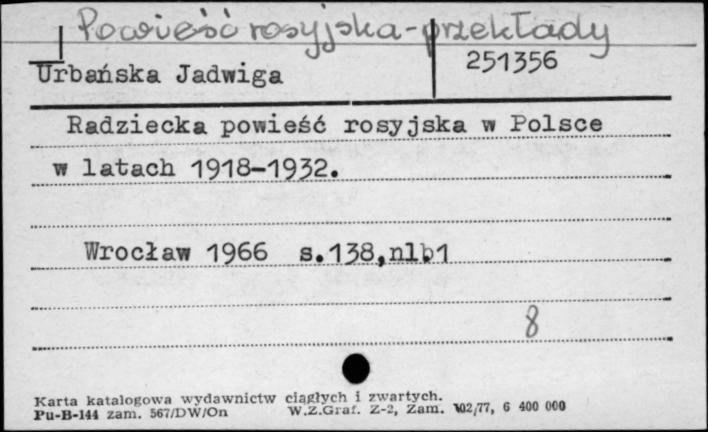 Powieść rosyjska-przekłady
Urbańska Jadwiga 251356
Radziecka powieść rosyjska w Polsce
w latach 1918-1932.
Wrocław 1966 s.138,nlb1
8
Karta katalogowa wydawnictw ciągłych i zwartych.
Pu-B-144 zam. 567/DW/On W.Z.Graf. Z-2, Zam. 102/77, 6 400 000